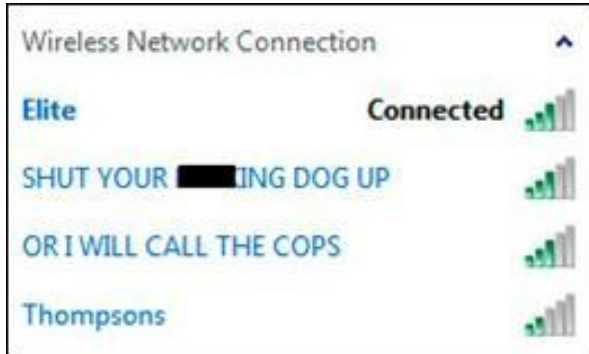 Wireless Network Connection
Elite Connected
SHUT YOUR ING DOG UP
OR I WILL CALL THE COPS
Thompsons